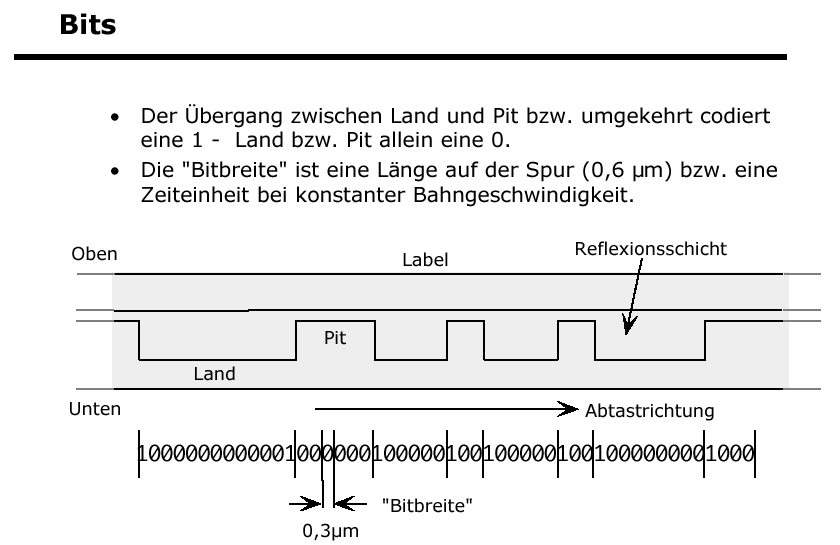 Bits
• Der Übergang zwischen Land und Pit bzw. umgekehrt codiert
eine 1 - Land bzw. Pit allein eine 0.
• Die "Bitbreite" ist eine Länge auf der Spur (0,6 µm) bzw. eine
Zeiteinheit bei konstanter Bahngeschwindigkeit.
Oben
Label
Reflexionsschicht
Pit
Land
Unten
Abtastrichtung
10000000000010000001000001001000001001000000001000
"Bitbreite"
0,3µm